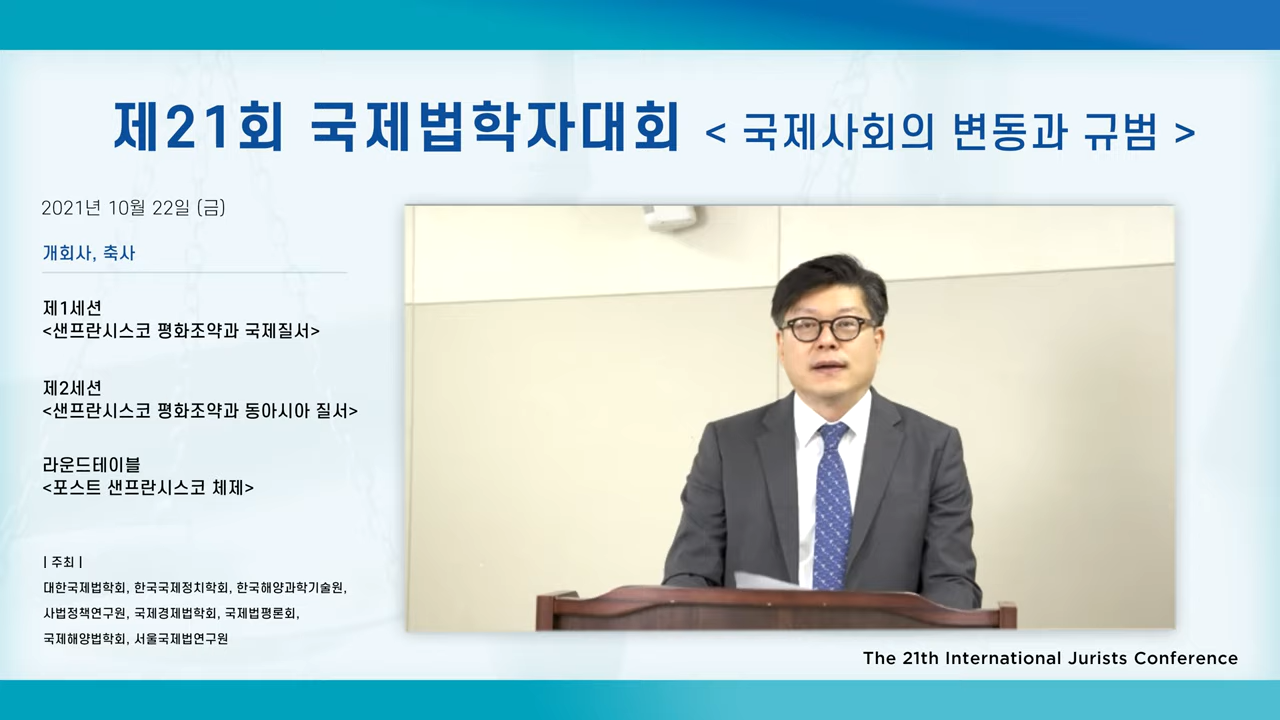 제21회 국제법학자대회 < 국제사회의 변동과 규범 >
2021년 10월 22일 (금)
개회사, 축사
제1세션
<샌프란시스코 평화조약과 국제질서>
제2세션
<샌프란시스코 평화조약과 동아시아 질서>
라운드테이블
<포스트 샌프란시스코 체제>
| 주최 |
대한국제법학회, 한국국제정치학회, 한국해양과학기술원,
사법정책연구원, 국제경제법학회, 국제법평론회,
국제해양법학회, 서울국제법연구원
The 21th International Jurists Conference